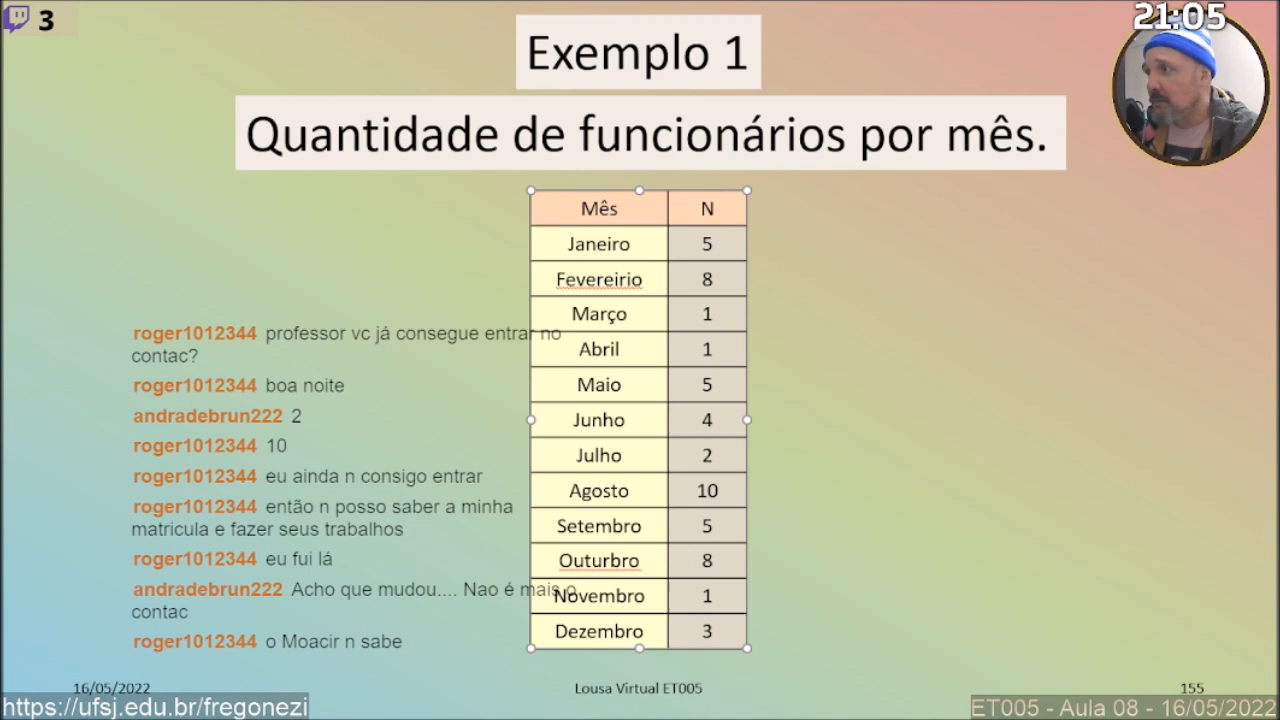 3
21:05
Exemplo 1
Quantidade de funcionários por mês.
Mês N
Janeiro 5
Fevereirio 8
Março 1
Abril 1
Maio 5
Junho 4
Julho 2
Agosto 10
Setembro 5
Outurbro 8
Novembro 1
Dezembro 3
roger1012344 professor vc já consegue entrar no
contac?
roger1012344 boa noite
andradebrun222 2
roger1012344 10
roger1012344 eu ainda n consigo entrar
roger1012344 então n posso saber a minha
matricula e fazer seus trabalhos
roger1012344 eu fui lá
andradebrun222 Acho que mudou.... Nao é mais o
contac
roger1012344 o Moacir n sabe
16/05/2022 Lousa Virtual ET005 155
https://ufsj.edu.br/fregonezi ET005 - Aula 08 - 16/05/2022